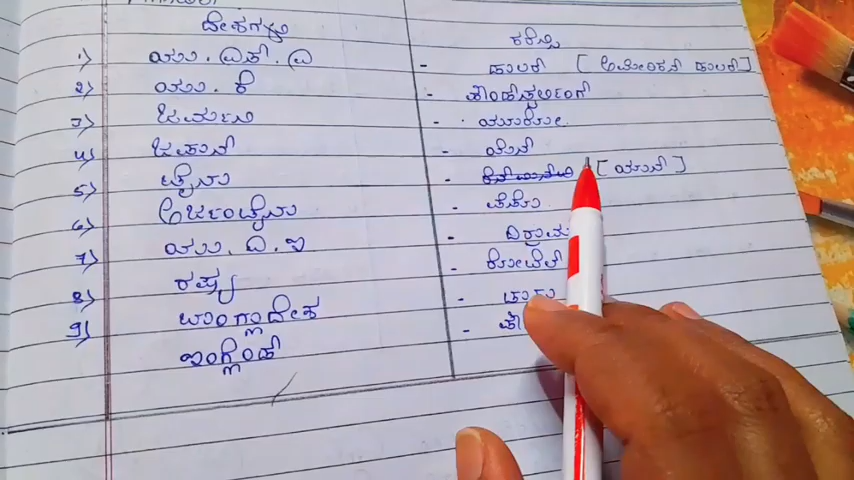 ದೇಶಗಳು ಕರೆನ್ಸಿ
1) ಯು.ಎಸ್.ಎ - ಡಾಲರ್ [ ಅಮೇರಿಕನ್ ಡಾಲರ್ ]
2) ಯು.ಕೆ - ಪೌಂಡ್‌ಸ್ಟರ್ಲಿಂಗ್
3) ಜರ್ಮನಿ - ಯೂರೋ
4) ಜಪಾನ್ - ಯೆನ್
5) ಚೈನಾ - [ ಯುವಾನ್ ]
6) ಅರ್ಜೆಂಟೈನಾ - ಪೆಸೊ
7) ಯು.ಎ.ಇ - ದಿರ್ಹಾಮ
8) ರಷ್ಯ - ರೂಬೆಲ್
9) ಬಾಂಗ್ಲಾದೇಶ - ಟಾಕಾ
ಇಂಗ್ಲೆಂಡ್ -